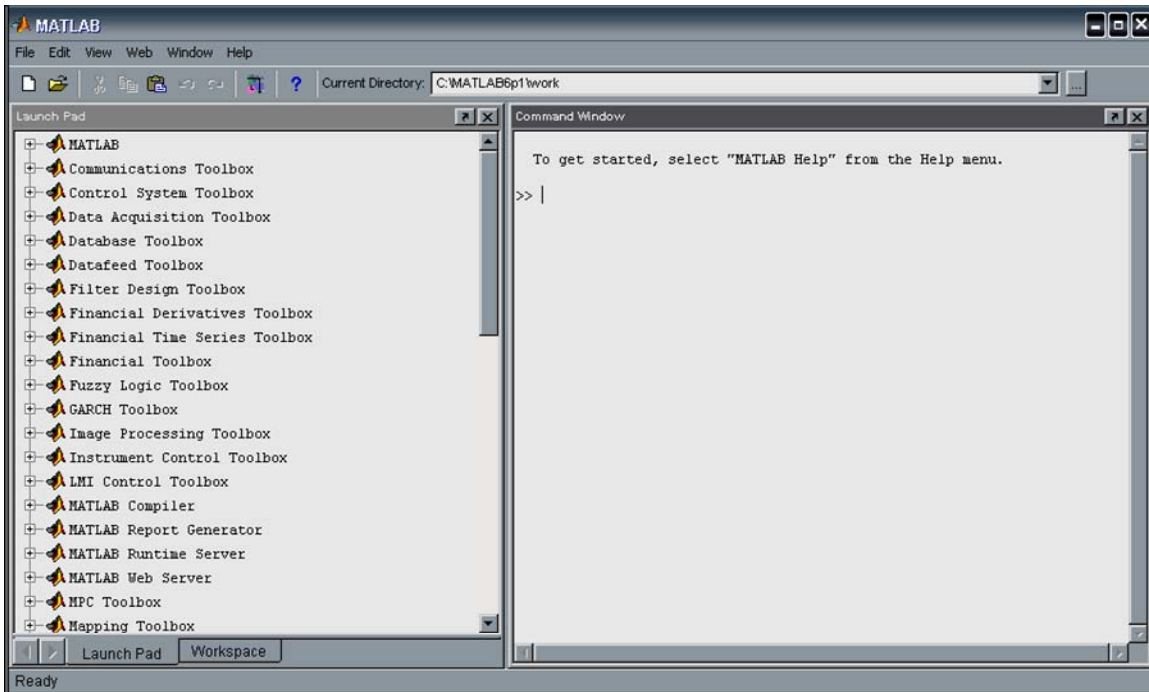 MATLAB
File Edit View Web Window Help
? Current Directory: C:\MATLAB6p1\work ...
Launch Pad
MATLAB
Communications Toolbox
Control System Toolbox
Data Acquisition Toolbox
Database Toolbox
Datafeed Toolbox
Filter Design Toolbox
Financial Derivatives Toolbox
Financial Time Series Toolbox
Financial Toolbox
Fuzzy Logic Toolbox
GARCH Toolbox
Image Processing Toolbox
Instrument Control Toolbox
LMI Control Toolbox
MATLAB Compiler
MATLAB Report Generator
MATLAB Runtime Server
MATLAB Web Server
MPC Toolbox
Mapping Toolbox
Launch Pad Workspace
Command Window
To get started, select "MATLAB Help" from the Help menu.
>>
Ready